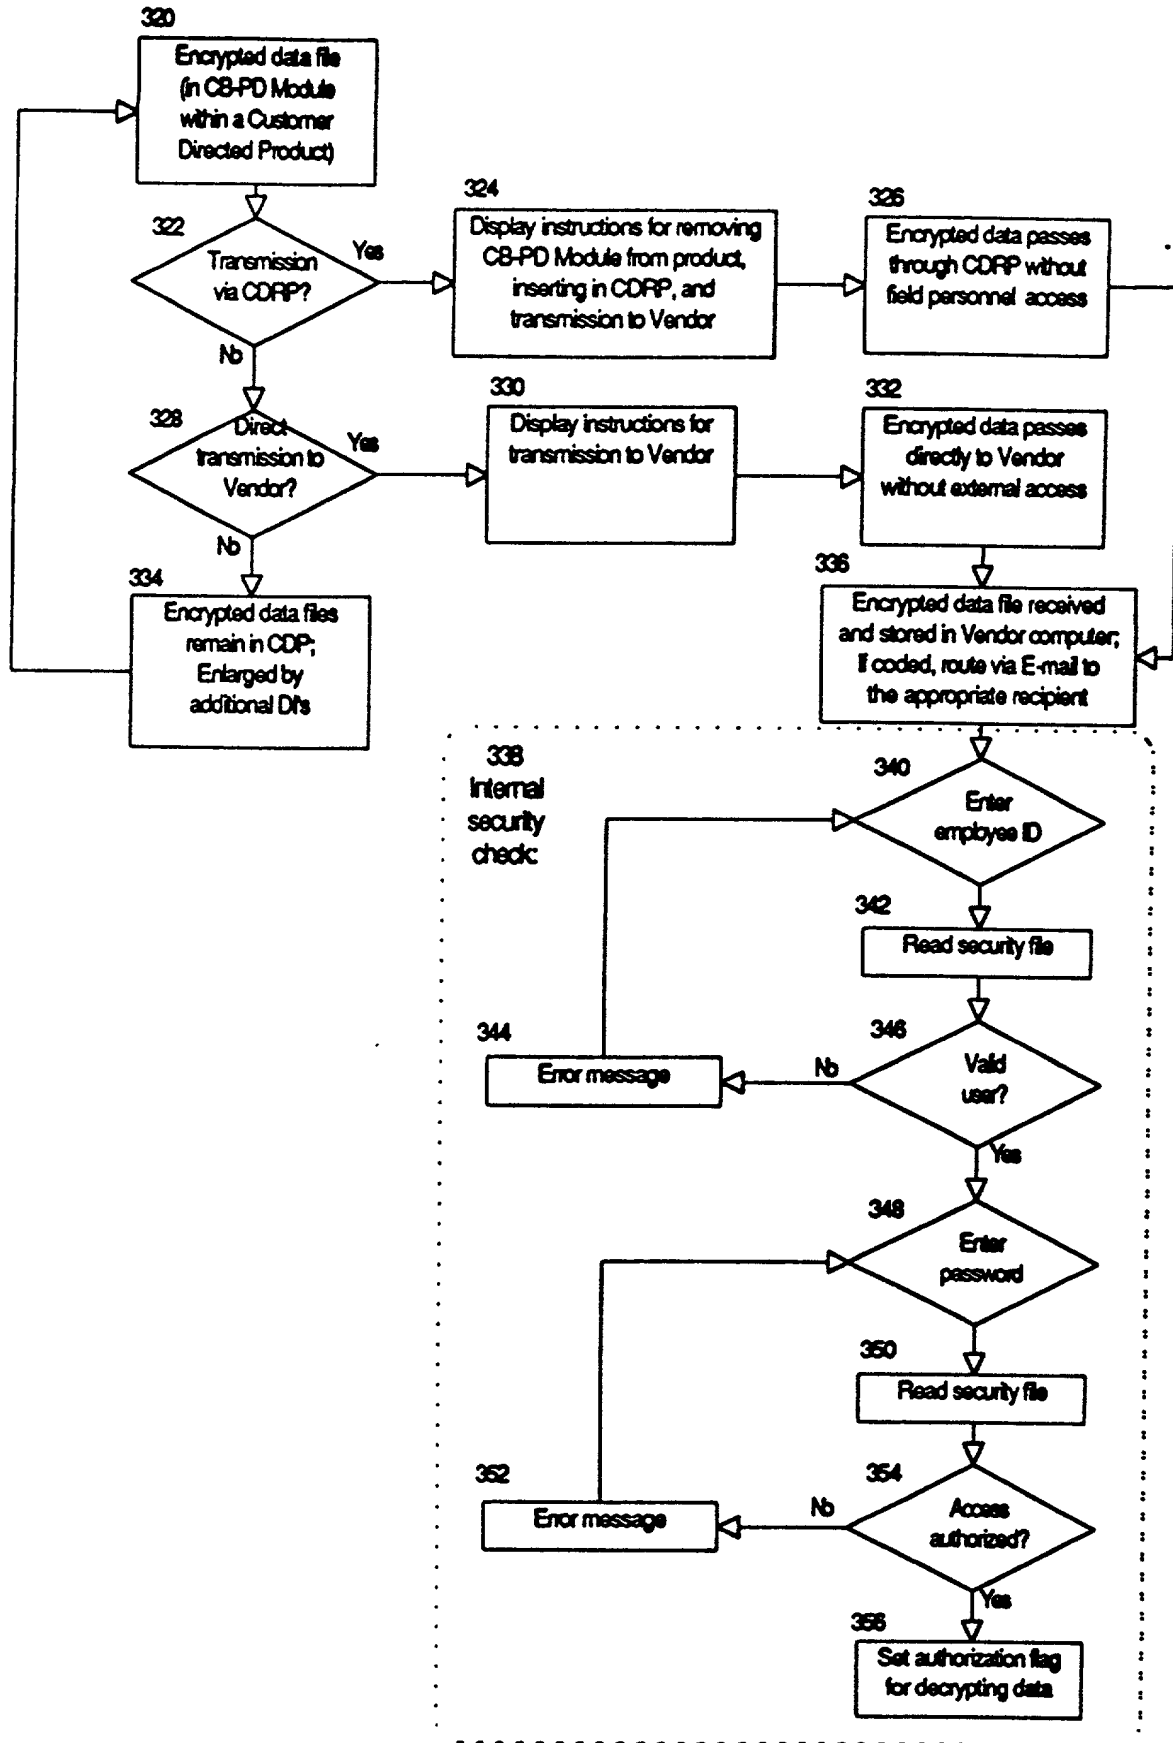 320
Encrypted data file
(in CB-PD Module
within a Customer
Directed Product)
322
Transmission
via CDRP?
Yes
No
324
Display instructions for removing
CB-PD Module from product,
inserting in CDRP, and
transmission to Vendor
326
Encrypted data passes
through CDRP without
field personnel access
328
Direct
transmission to
Vendor?
Yes
No
330
Display instructions for
transmission to Vendor
332
Encrypted data passes
directly to Vendor
without external access
334
Encrypted data files
remain in CDP;
Enlarged by
additional DI's
336
Encrypted data file received
and stored in Vendor computer;
If coded, route via E-mail to
the appropriate recipient
338
Internal
security
check:
340
Enter
employee ID
342
Read security file
344
Error message
346
Valid
user?
No
Yes
348
Enter
password
350
Read security file
352
Error message
354
Access
authorized?
No
Yes
356
Set authorization flag
for decrypting data